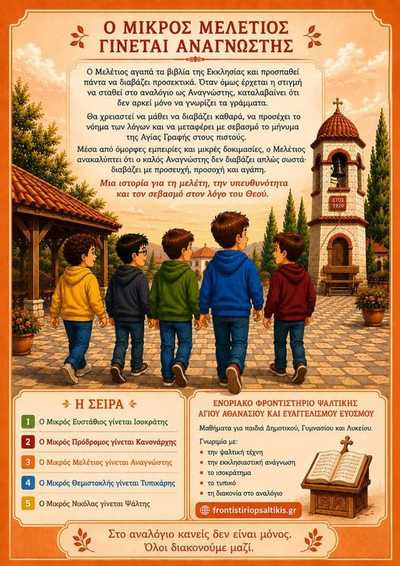 Ο ΜΙΚΡΟΣ ΜΕΛΕΤΙΟΣ
ΓΙΝΕΤΑΙ ΑΝΑΓΝΩΣΤΗΣ
Ο Μελέτιος αγαπά τα βιβλία της Εκκλησίας και προσπαθεί
πάντα να διαβάζει προσεκτικά. Όταν όμως έρχεται η στιγμή
να σταθεί στο αναλόγιο ως Αναγνώστης, καταλαβαίνει ότι
δεν αρκεί μόνο να γνωρίζει τα γράμματα.
Θα χρειαστεί να μάθει να διαβάζει καθαρά, να προσέχει το
νόημα των λόγων και να μεταφέρει με σεβασμό το μήνυμα
της Αγίας Γραφής στους πιστούς.
Μέσα από όμορφες εμπειρίες και μικρές δοκιμασίες, ο Μελέτιος
ανακαλύπτει ότι ο καλός Αναγνώστης δεν διαβάζει απλώς σωστά·
διαβάζει με προσευχή, προσοχή και αγάπη.
Μια ιστορία για τη μελέτη, την υπευθυνότητα
και τον σεβασμό στον λόγο του Θεού.
ΕΤΟΣ
1920
Η ΣΕΙΡΑ
1 Ο Μικρός Ευστάθιος γίνεται Ισοκράτης
2 Ο Μικρός Πρόδρομος γίνεται Κανονάρχης
3 Ο Μικρός Μελέτιος γίνεται Αναγνώστης
4 Ο Μικρός Θεμιστοκλής γίνεται Τυπικάρης
5 Ο Μικρός Νικόλας γίνεται Ψάλτης
ΕΝΟΡΙΑΚΟ ΦΡΟΝΤΙΣΤΗΡΙΟ ΨΑΛΤΙΚΗΣ
ΑΓΙΟΥ ΑΘΑΝΑΣΙΟΥ ΚΑΙ ΕΥΑΓΓΕΛΙΣΜΟΥ ΕΥΟΣΜΟΥ
Μαθήματα για παιδιά Δημοτικού, Γυμνασίου και Λυκείου.
Γνωριμία με:
• την ψαλτική τέχνη
• την εκκλησιαστική ανάγνωση
• το ισοκράτημα
• το τυπικό
• τη διακονία στο αναλόγιο
frontistiriopsaltikis.gr
Στο αναλόγιο κανείς δεν είναι μόνος.
Όλοι διακονούμε μαζί.